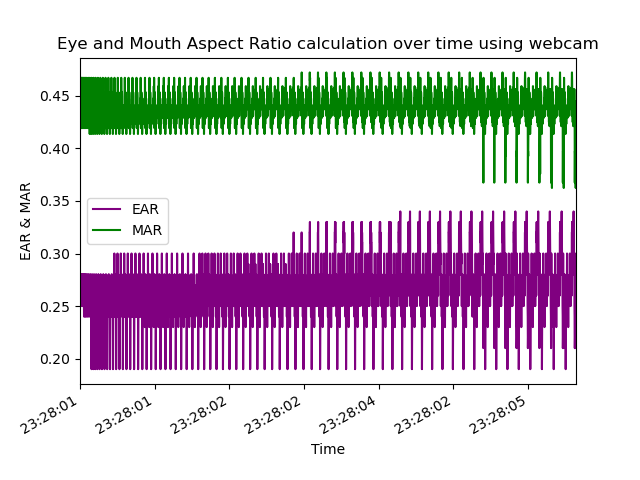 Eye and Mouth Aspect Ratio calculation over time using webcam
0.45
0.40
0.35
0.30
0.25
0.20
EAR & MAR
EAR
MAR
23:28:01
23:28:01
23:28:02
23:28:02
23:28:04
23:28:02
23:28:05
Time